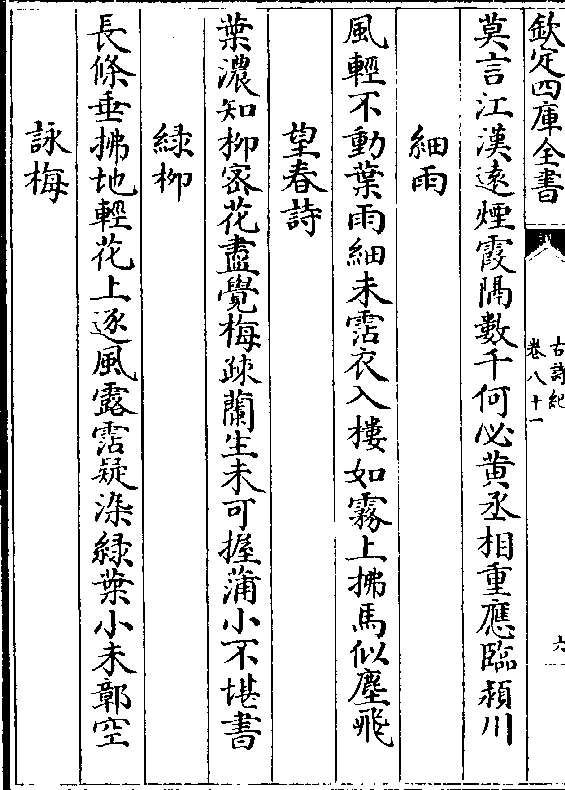 欽定四庫全書
古詩紀
卷八十一
六
莫言江漢遠煙霞隔數千何必黄丞相重應臨潁川
細雨
風輕不動葉雨細未霑衣入樓如霧上拂馬似塵飛
望春詩
葉濃知柳宻花盡覺梅踈蘭生未可握蒲小不堪書
緑柳
長條垂拂地輕花上逐風露霑疑染緑葉小未鄣空
詠梅